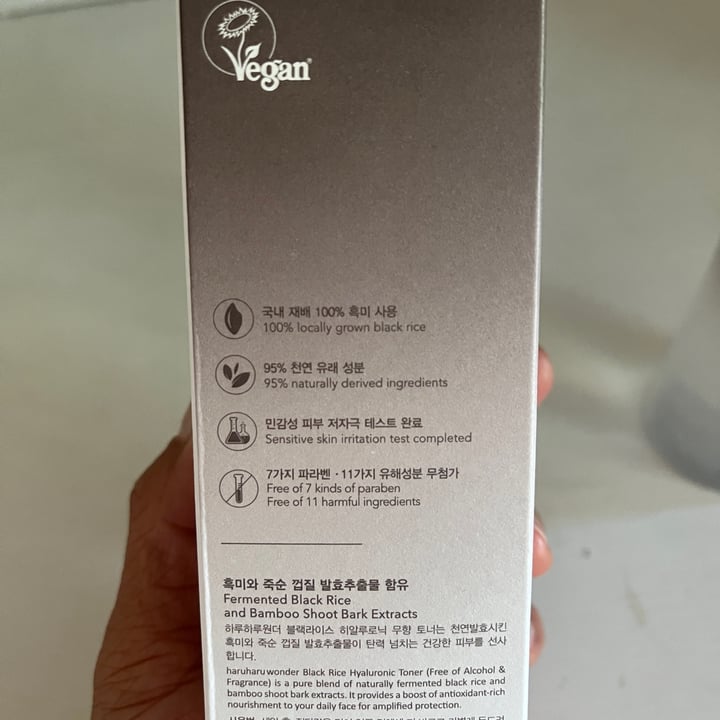 Vegan®
국내 재배 100% 흑미 사용
100% locally grown black rice
95% 천연 유래 성분
95% naturally derived ingredients
민감성 피부 저자극 테스트 완료
Sensitive skin irritation test completed
7가지 파라벤 · 11가지 유해성분 무첨가
Free of 7 kinds of paraben
Free of 11 harmful ingredients
흑미와 죽순 껍질 발효추출물 함유
Fermented Black Rice
and Bamboo Shoot Bark Extracts
하루하루원더 블랙라이스 히알루로닉 무향 토너는 천연발효시킨
흑미와 죽순 껍질 발효추출물이 탄력 넘치는 건강한 피부를 선사
합니다.
haruharu wonder Black Rice Hyaluronic Toner (Free of Alcohol &
Fragrance) is a pure blend of naturally fermented black rice and
bamboo shoot bark extracts. It provides a boost of antioxidant-rich
nourishment to your daily face for amplified protection.